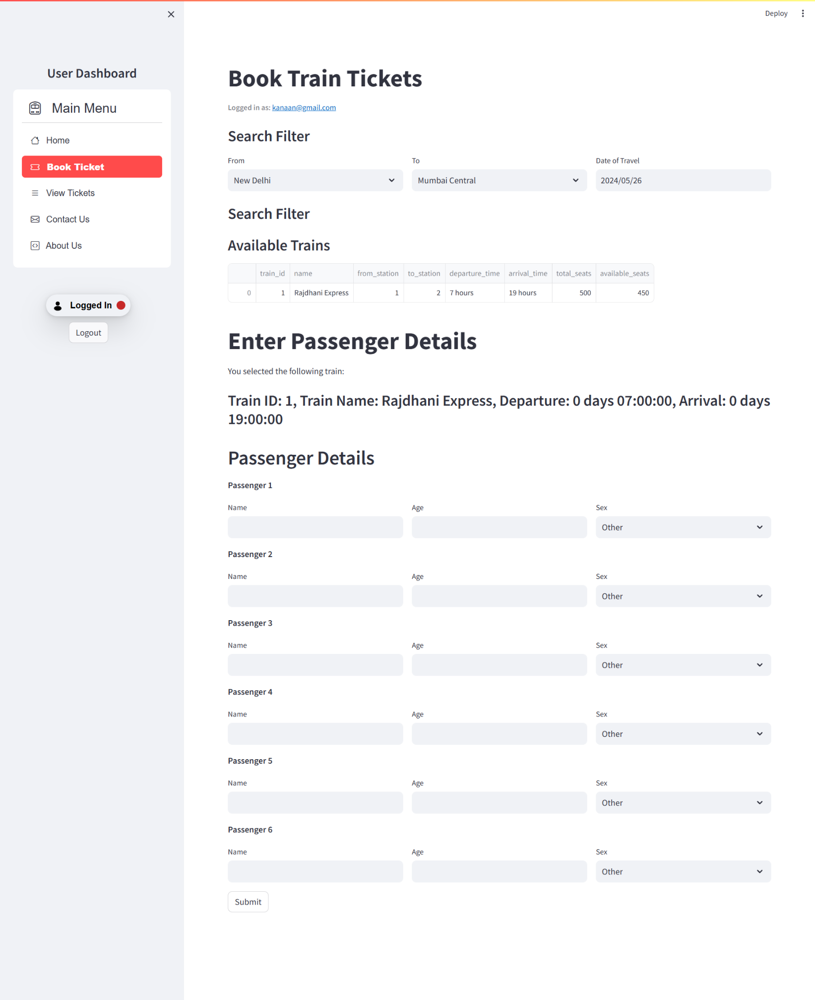 Deploy
User Dashboard
Main Menu
Home
Book Ticket
View Tickets
Contact Us
About Us
Logged In
Logout
Book Train Tickets
Logged in as: kanaan@gmail.com
Search Filter
From To Date of Travel
New Delhi Mumbai Central 2024/05/26
Search Filter
Available Trains
train_id name from_station to_station departure_time arrival_time total_seats available_seats
0 1 Rajdhani Express 1 2 7 hours 19 hours 500 450
Enter Passenger Details
You selected the following train:
Train ID: 1, Train Name: Rajdhani Express, Departure: 0 days 07:00:00, Arrival: 0 days
19:00:00
Passenger Details
Passenger 1
Name Age Sex
Other
Passenger 2
Name Age Sex
Other
Passenger 3
Name Age Sex
Other
Passenger 4
Name Age Sex
Other
Passenger 5
Name Age Sex
Other
Passenger 6
Name Age Sex
Other
Submit